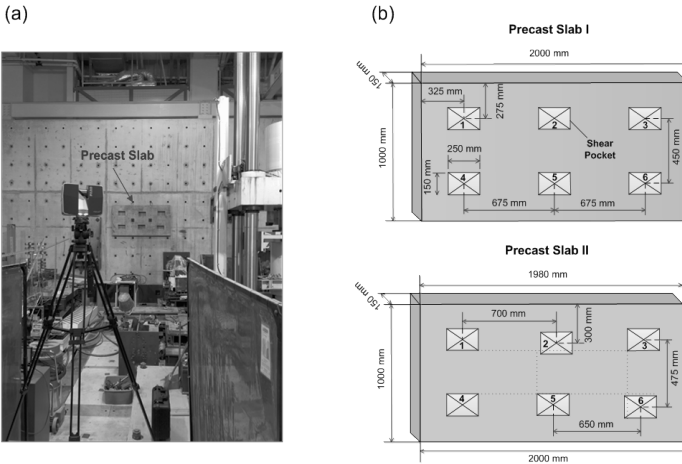 (a)
(b)
Precast Slab
Precast Slab I
2000 mm
150 mm
325 mm
275 mm
1000 mm
1
2
3
Shear
Pocket
250 mm
450 mm
150 mm
4
5
6
675 mm
675 mm
Precast Slab II
1980 mm
150 mm
700 mm
300 mm
1
2
3
1000 mm
475 mm
4
5
6
650 mm
2000 mm